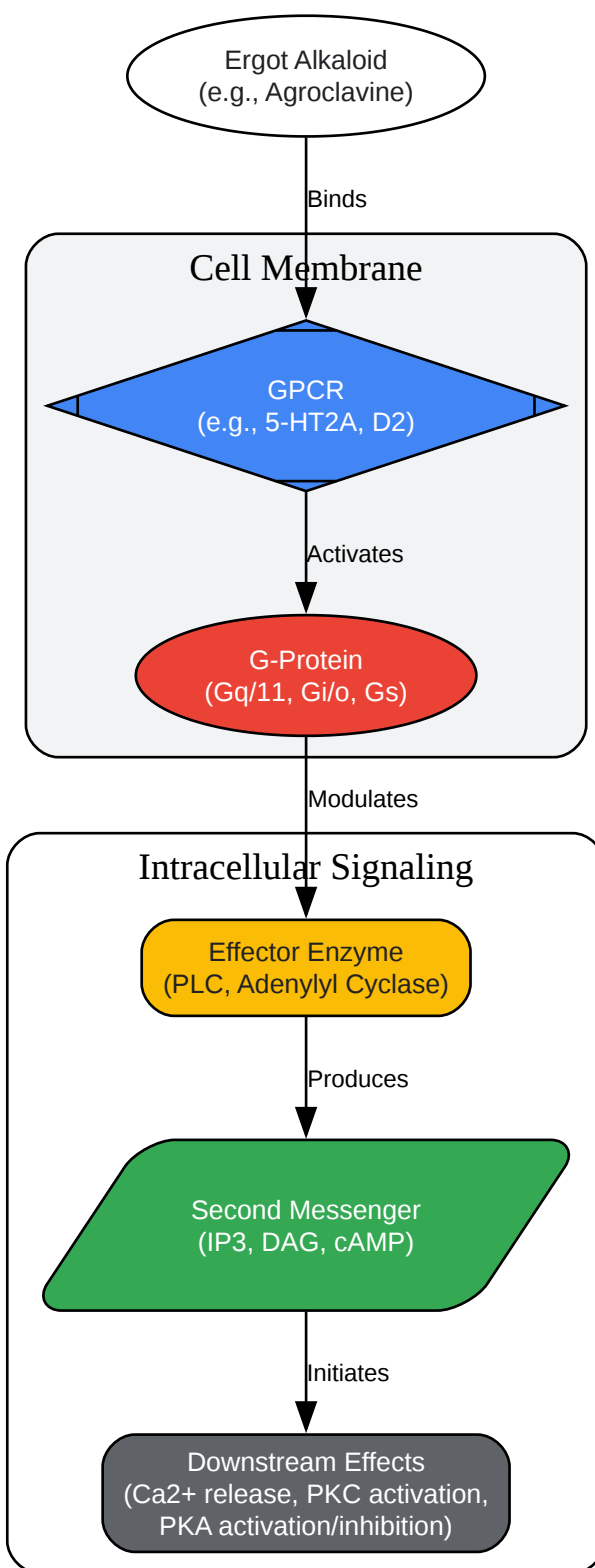 Ergot Alkaloid
(e.g., Agroclavine)
Binds
Cell Membrane
GPCR
(e.g., 5-HT2A, D2)
Activates
G-Protein
(Gq/11, Gi/o, Gs)
Modulates
Intracellular Signaling
Effector Enzyme
(PLC, Adenylyl Cyclase)
Produces
Second Messenger
(IP3, DAG, cAMP)
Initiates
Downstream Effects
(Ca2+ release, PKC activation,
PKA activation/inhibition)